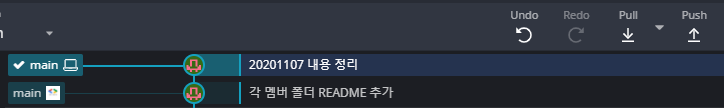 Undo Redo Pull Push
main 20201107 내용 정리
main 각 멤버 폴더 README 추가